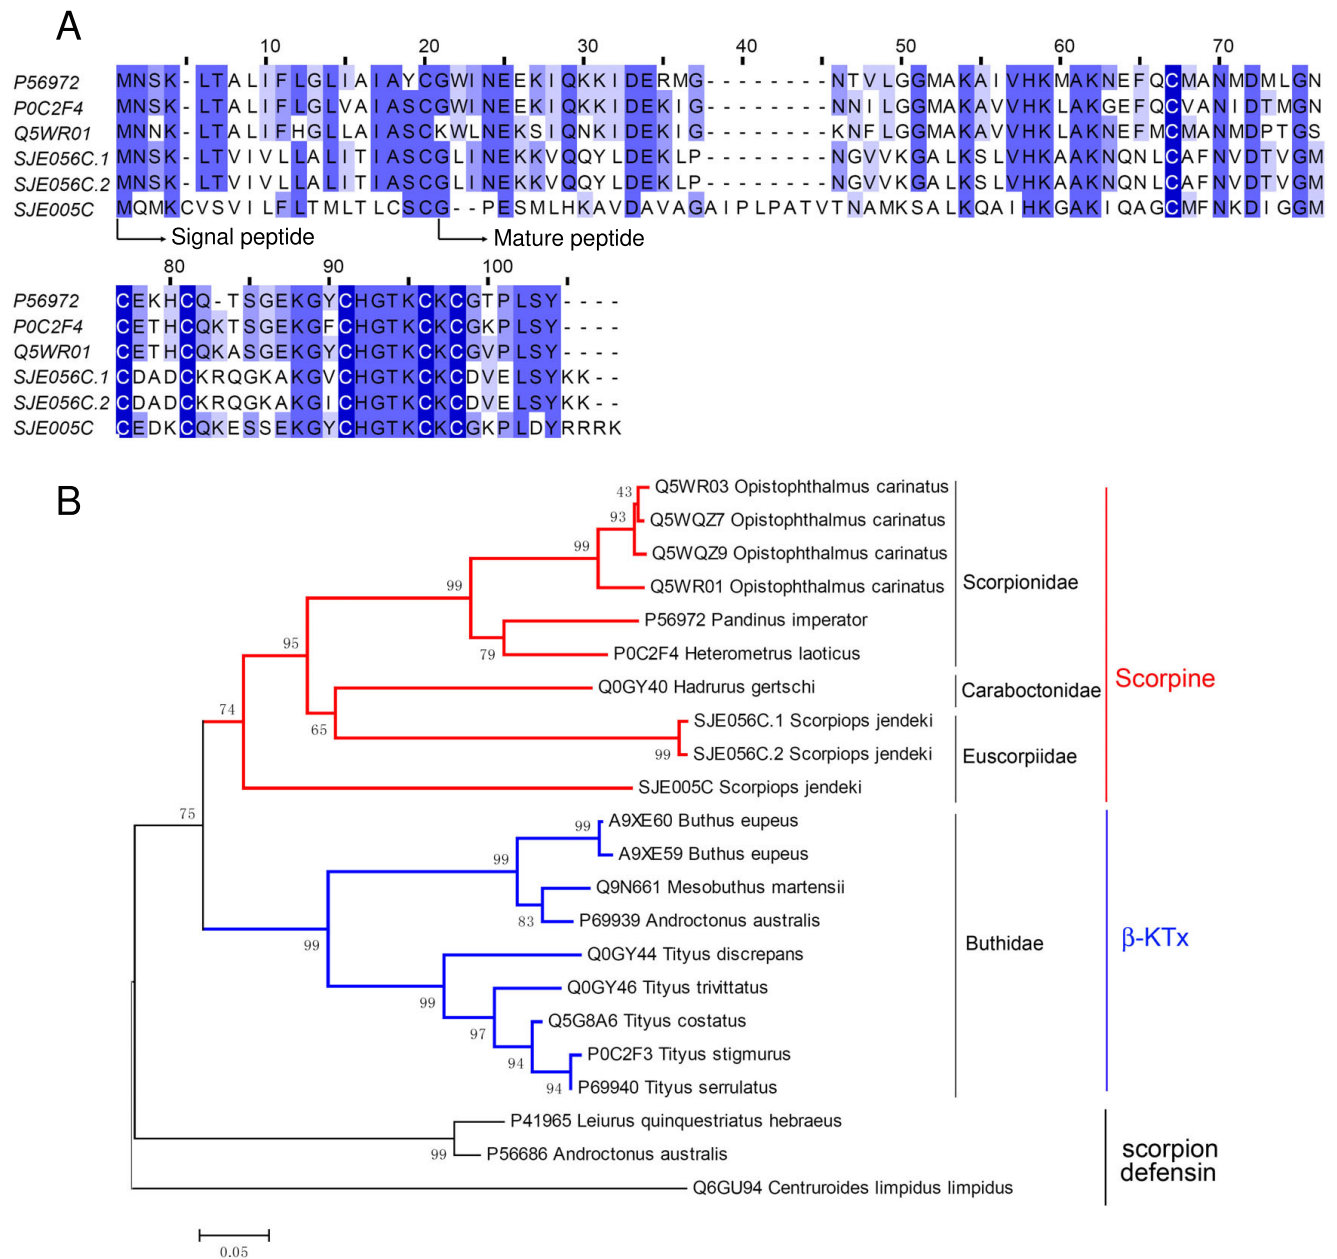 A
10 20 30 40 50 60 70
P56972 MNSK-LTALIFLGLIAIAYCGWINEEKIQKKIDERMG--------NTVLGGMAKAIVHKMAKNEFQCMANMDMLGN
P0C2F4 MNSK-LTALIFLGLVAIASCGWINEEKIQKKIDEKIG--------NNILGGMAKAVVHKLAKGEFQCVANIDTMGN
Q5WR01 MNNK-LTALIFHGLLAIASCKWLNEKSIQNKIDEKIG--------KNFLGGMAKAVVHKLAKNEFMCMANMDPTGS
SJE056C.1 MNSK-LTVIVLLALITIASCGLINEKKVQQYLDEKLP--------NGVVKGALKSLVHKAAKNQNLCAFNVDTVGM
SJE056C.2 MNSK-LTVIVLLALITIASCGLINEKKVQQYLDEKLP--------NGVVKGALKSLVHKAAKNQNLCAFNVDTVGM
SJE005C MQMKCVSVILFLTMLTLCSCG--PESMLHKAVDAVAGAIPLPATVTNAMKSALKQAIHKGAKIQAGCMFNKDIGGM
Signal peptide Mature peptide
80 90 100
P56972 CEKHCQ-TSGEKGYCHGTKCKCGTPLSY----
P0C2F4 CETHCQKTSGEKGFCHGTKCKCGKPLSY----
Q5WR01 CETHCQKASGEKGYCHGTKCKCGVPLSY----
SJE056C.1 CDADCKRQGKAKGVCHGTKCKCDVELSYKK--
SJE056C.2 CDADCKRQGKAKGICHGTKCKCDVELSYKK--
SJE005C CEDKCQKESSEKGYCHGTKCKCGKPLDYRRRK
B
43 Q5WR03 Opistophthalmus carinatus
93 Q5WQZ7 Opistophthalmus carinatus
99 Q5WQZ9 Opistophthalmus carinatus
99 Q5WR01 Opistophthalmus carinatus Scorpionidae
P56972 Pandinus imperator
95 79 P0C2F4 Heterometrus laoticus
Q0GY40 Hadrurus gertschi Caraboctonidae Scorpine
74 65 SJE056C.1 Scorpiops jendeki
99 SJE056C.2 Scorpiops jendeki Euscorpiidae
SJE005C Scorpiops jendeki
75 99 A9XE60 Buthus eupeus
99 A9XE59 Buthus eupeus
Q9N661 Mesobuthus martensii
83 P69939 Androctonus australis
99 Q0GY44 Tityus discrepans Buthidae β-KTx
99 Q0GY46 Tityus trivittatus
97 Q5G8A6 Tityus costatus
94 P0C2F3 Tityus stigmurus
94 P69940 Tityus serrulatus
P41965 Leiurus quinquestriatus hebraeus
99 P56686 Androctonus australis
scorpion
defensin
Q6GU94 Centruroides limpidus limpidus
0.05